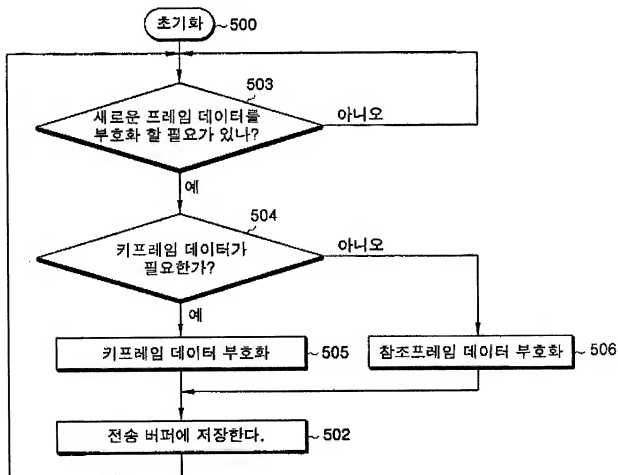 초기화
500
503
새로운 프레임 데이터를
부호화 할 필요가 있나?
아니오
예
504
키프레임 데이터가
필요한가?
아니오
예
키프레임 데이터 부호화
505
참조프레임 데이터 부호화
506
전송 버퍼에 저장한다.
502